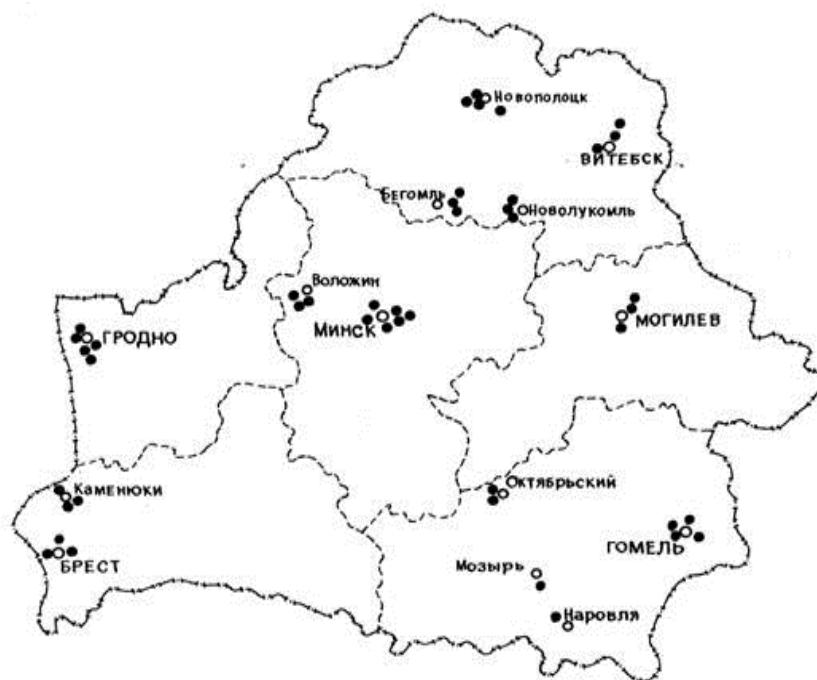 Новополоцк
ВИТЕБСК
Бегомль
Новолукомль
Воложин
МИНСК
МОГИЛЕВ
ГРОДНО
Каменюки
БРЕСТ
Октябрьский
ГОМЕЛЬ
Мозырь
Наровля